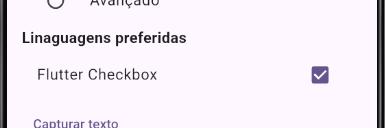 Avançado
Linaguagens preferidas
Flutter Checkbox
Capturar texto